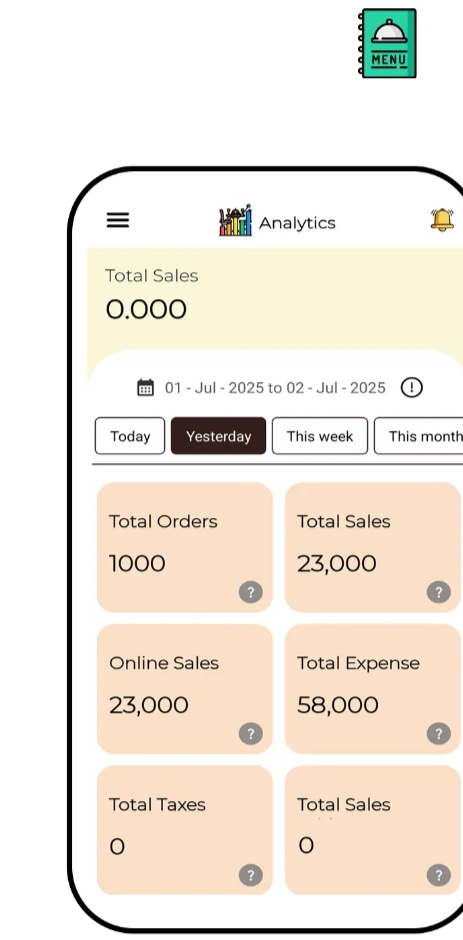 MENU
Analytics
Total Sales
0.000
01 - Jul - 2025 to 02 - Jul - 2025
Today Yesterday This week This month
Total Orders Total Sales
1000 23,000
? ?
Online Sales Total Expense
23,000 58,000
? ?
Total Taxes Total Sales
0 0
? ?